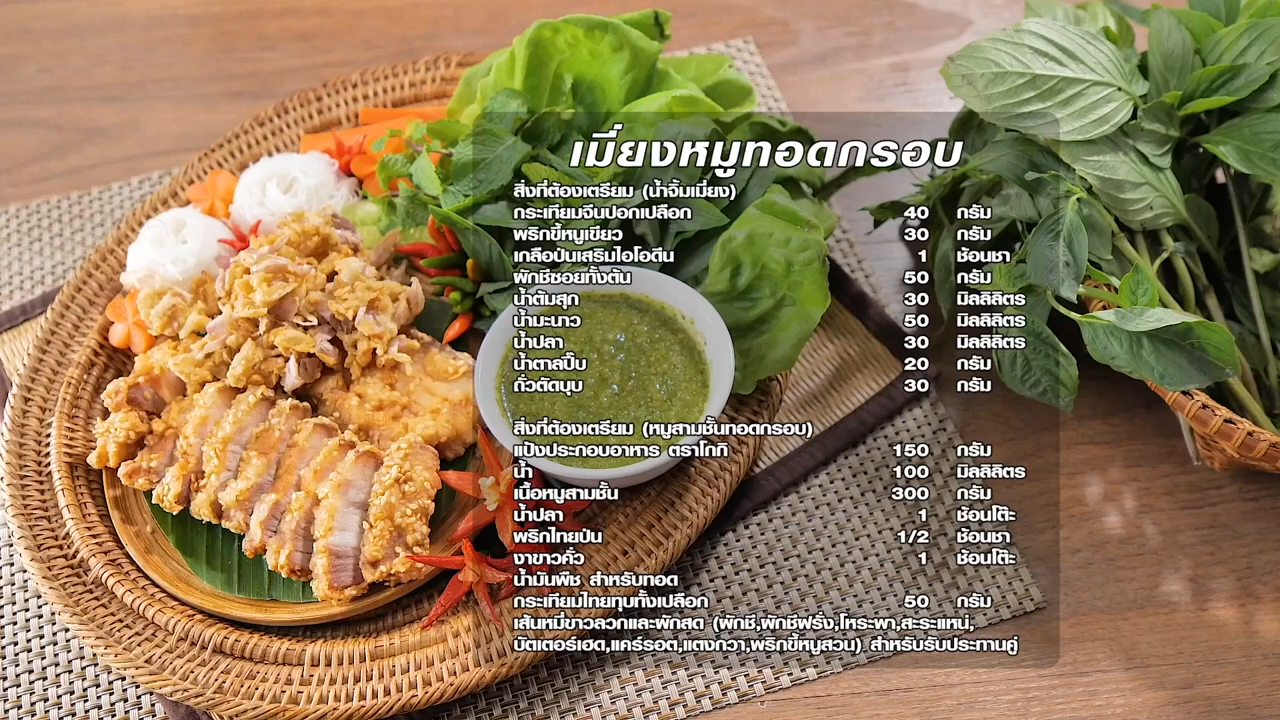 เมี่ยงหมูทอดกรอบ
สิ่งที่ต้องเตรียม (น้ำจิ้มเมี่ยง)
กระเทียมจีนปอกเปลือก 40 กรัม
พริกขี้หนูเขียว 30 กรัม
เกลือป่นเสริมไอโอดีน 1 ช้อนชา
ผักชีซอยทั้งต้น 50 กรัม
น้ำต้มสุก 30 มิลลิลิตร
น้ำมะนาว 50 มิลลิลิตร
น้ำปลา 30 มิลลิลิตร
น้ำตาลปี๊บ 20 กรัม
ถั่วตัดบุบ 30 กรัม
สิ่งที่ต้องเตรียม (หมูสามชั้นทอดกรอบ)
แป้งประกอบอาหาร ตราโกกิ 150 กรัม
น้ำ 100 มิลลิลิตร
เนื้อหมูสามชั้น 300 กรัม
น้ำปลา 1 ช้อนโต๊ะ
พริกไทยป่น 1/2 ช้อนชา
งาขาวคั่ว 1 ช้อนโต๊ะ
น้ำมันพืช สำหรับทอด
กระเทียมไทยทุบทั้งเปลือก 50 กรัม
เส้นหมี่ขาวลวกและผักสด (ผักชี,ผักชีฝรั่ง,โหระพา,สะระแหน่,
บัตเตอร์เฮด,แคร์รอต,แตงกวา,พริกขี้หนูสวน) สำหรับรับประทานคู่